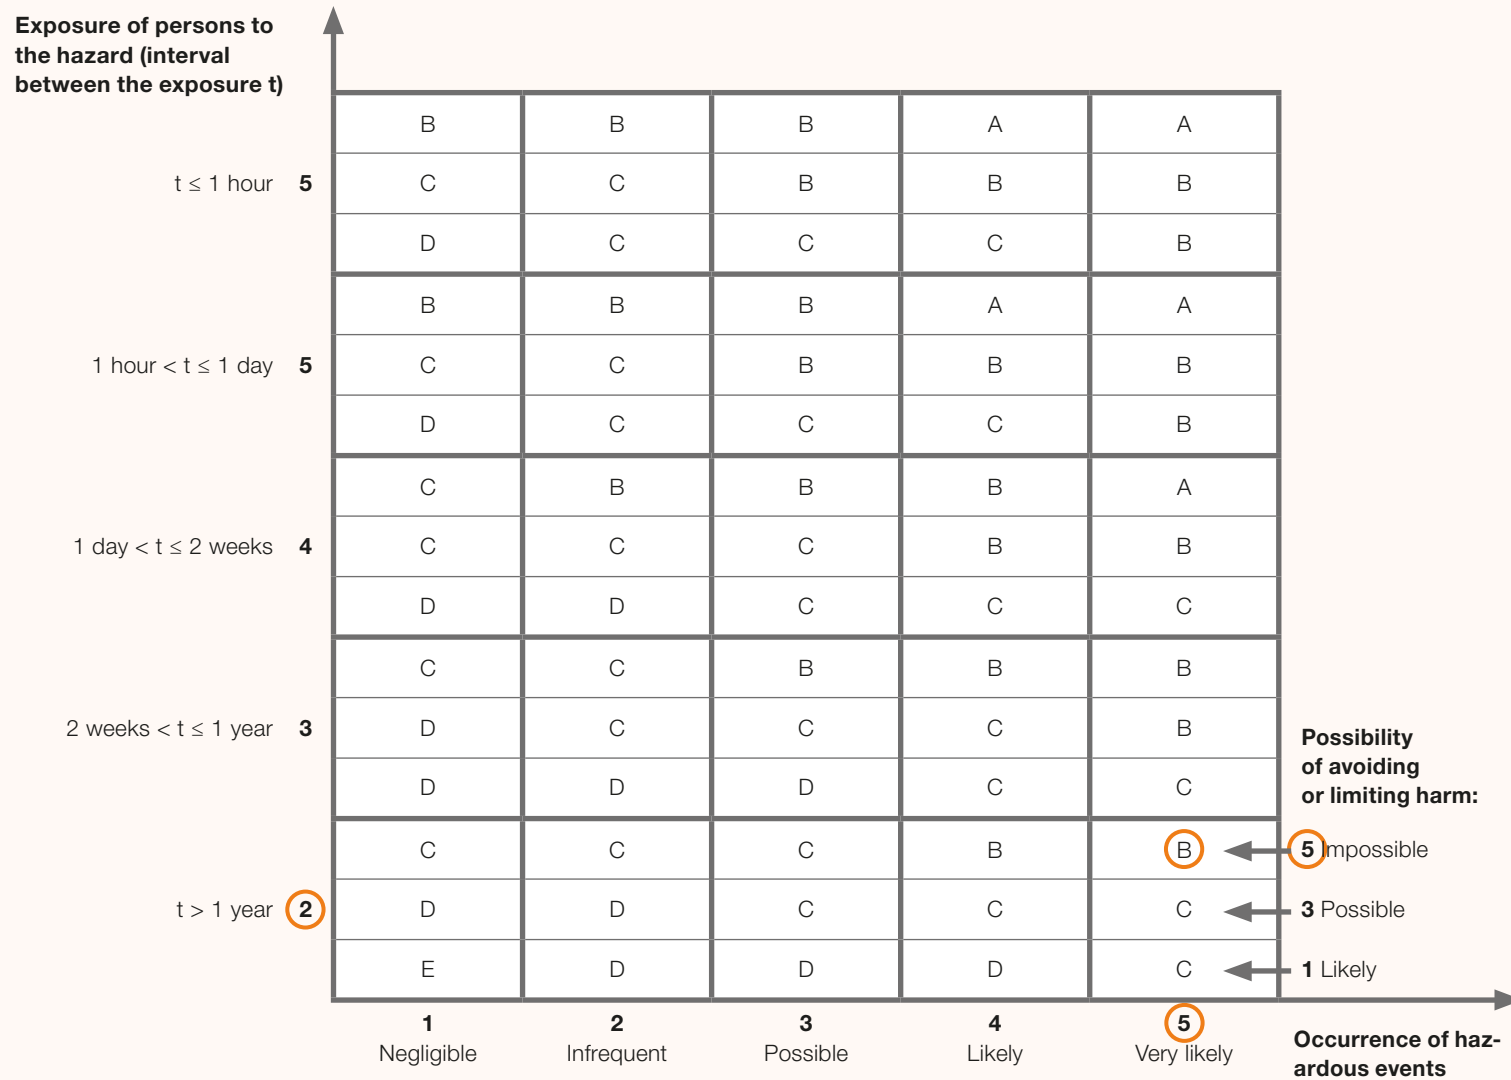 Exposure of persons to
the hazard (interval
between the exposure t)
B B B A A
t ≤ 1 hour 5 C C B B B
D C C C B
B B B A A
1 hour < t ≤ 1 day 5 C C B B B
D C C C B
C B B B A
1 day < t ≤ 2 weeks 4 C C C B B
D D C C C
C C B B B
2 weeks < t ≤ 1 year 3 D C C C B
D D D C C
Possibility
of avoiding
or limiting harm:
C C C B B 5 Impossible
t > 1 year 2 D D C C C 3 Possible
E D D D C 1 Likely
1 2 3 4 5
Negligible Infrequent Possible Likely Very likely
Occurrence of haz-
ardous events